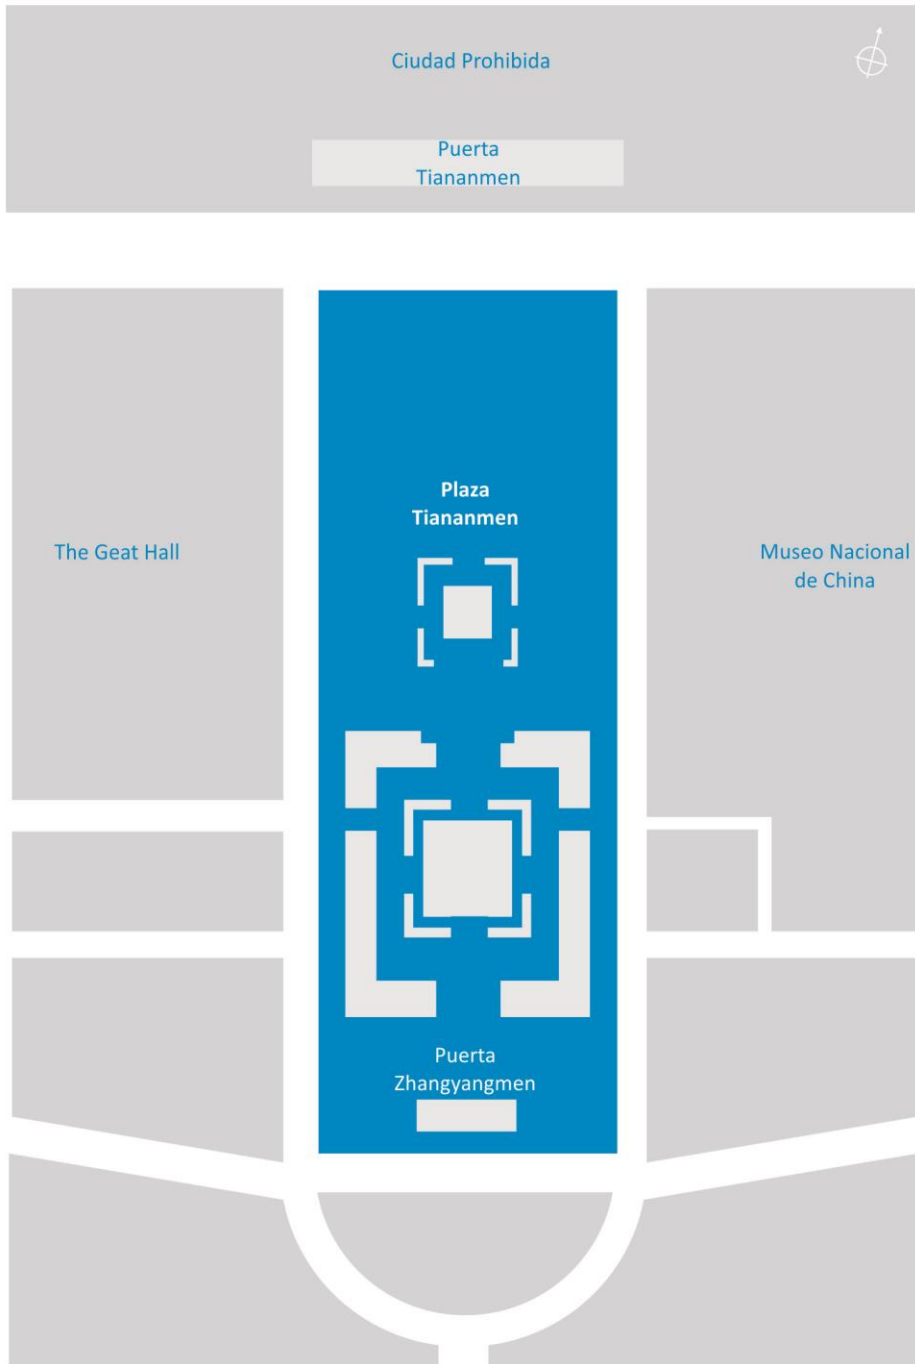 Ciudad Prohibida
Puerta
Tiananmen
Plaza
Tiananmen
The Geat Hall
Museo Nacional
de China
Puerta
Zhangyangmen